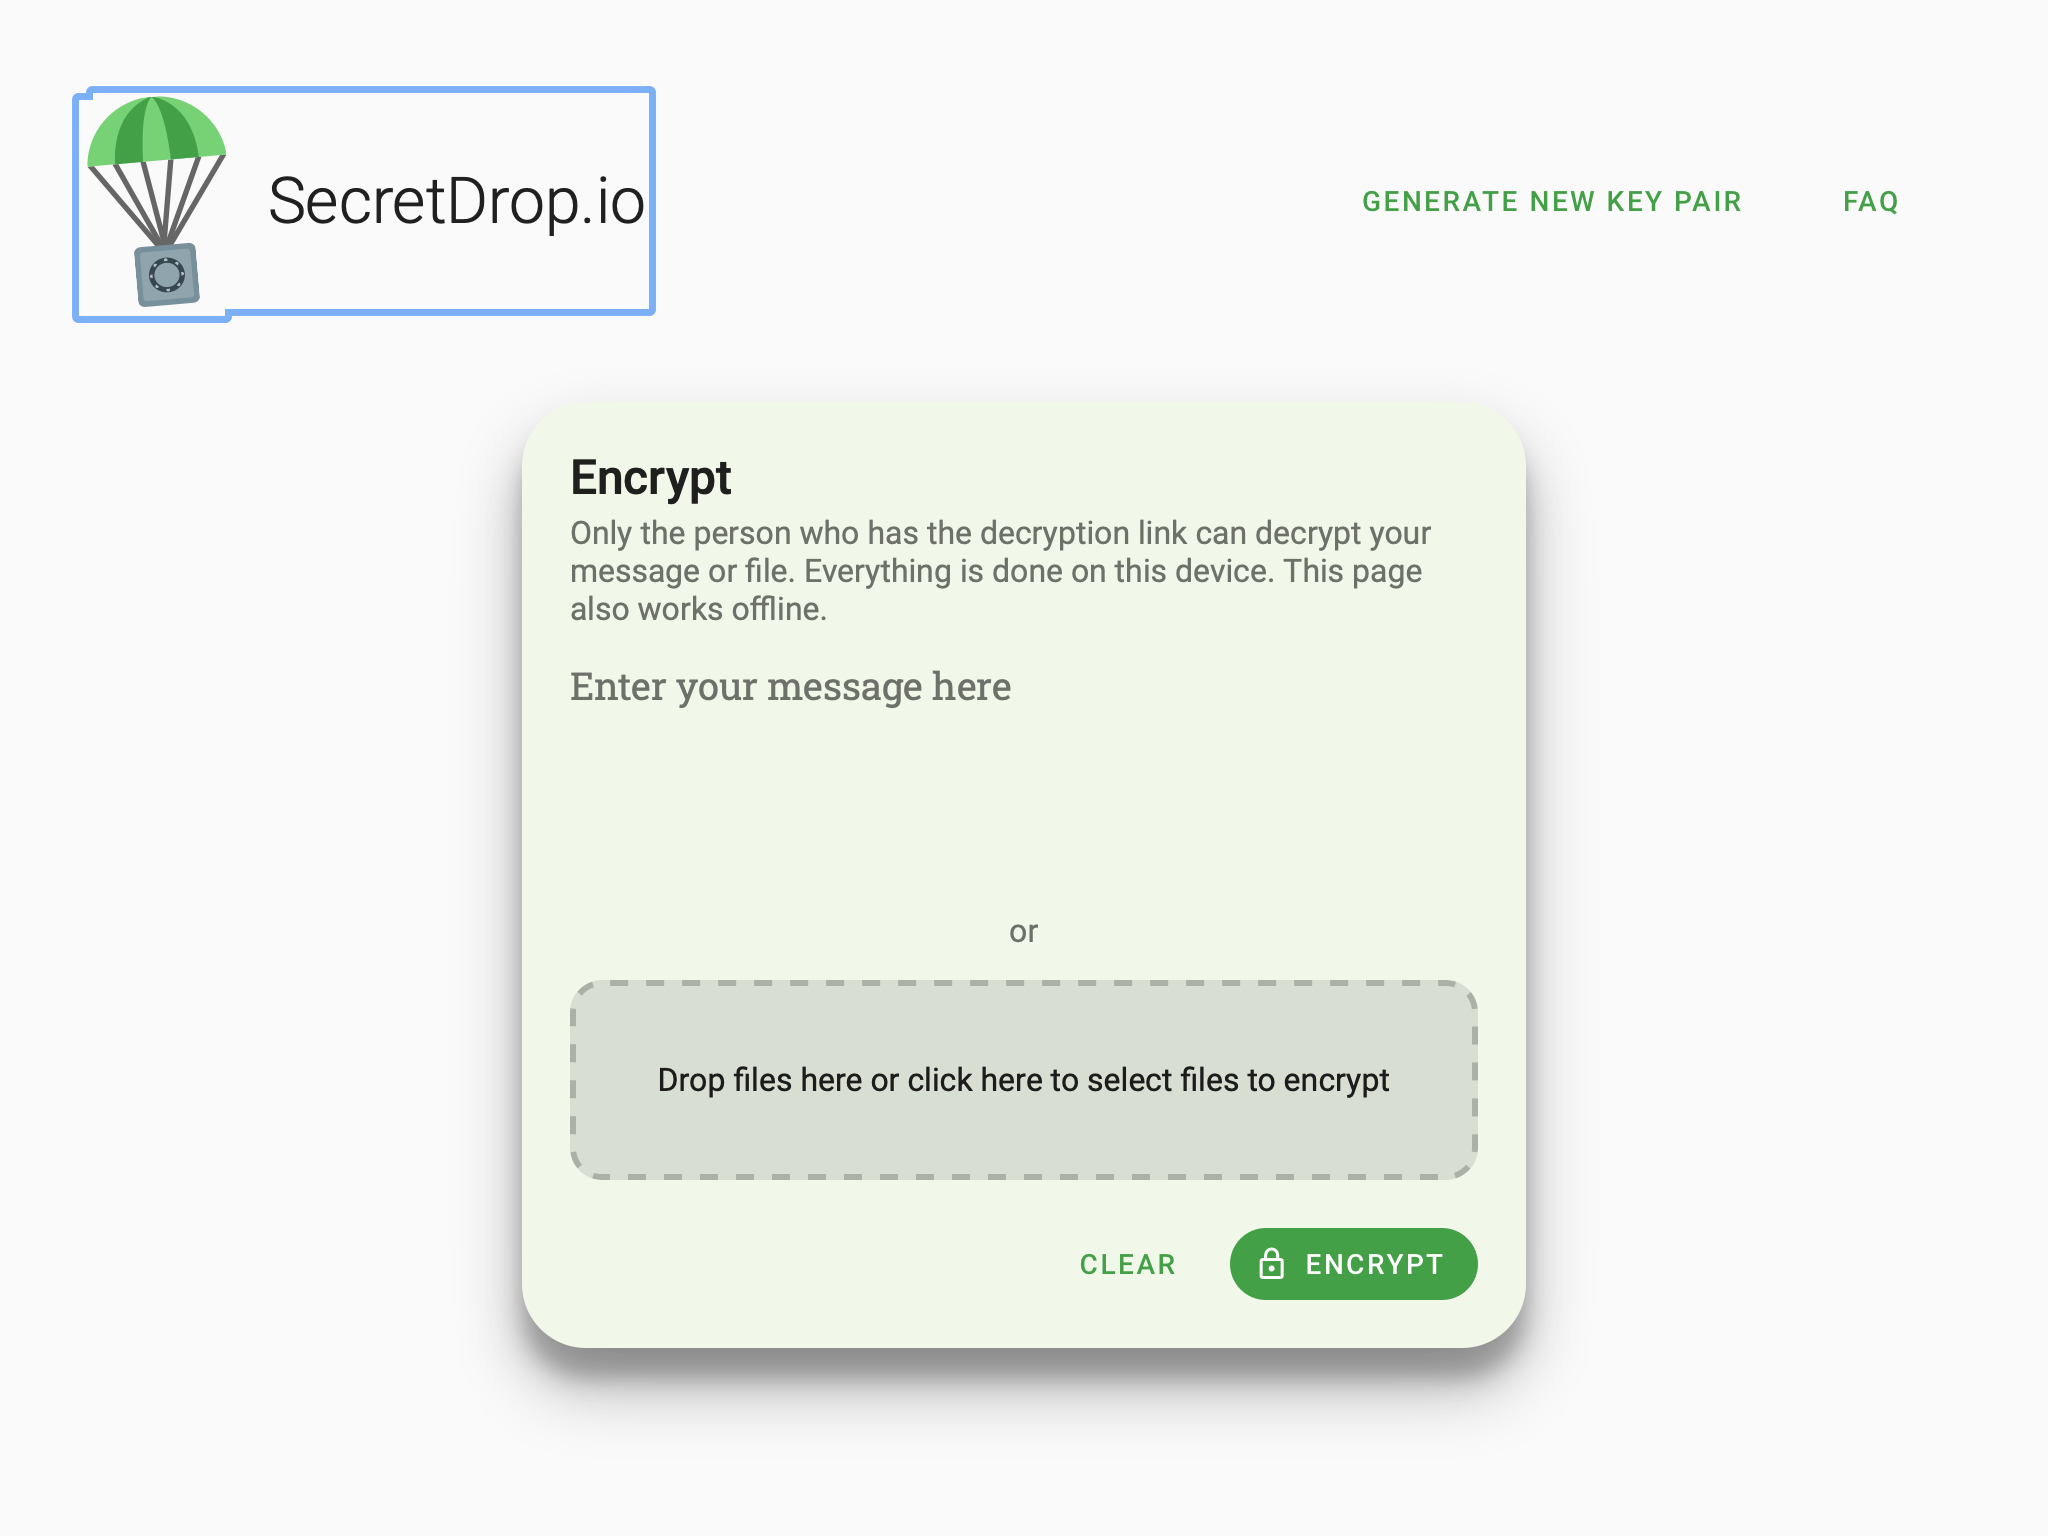 SecretDrop.io
GENERATE NEW KEY PAIR
FAQ
Encrypt
Only the person who has the decryption link can decrypt your
message or file. Everything is done on this device. This page
also works offline.
Enter your message here
or
Drop files here or click here to select files to encrypt
CLEAR
ENCRYPT